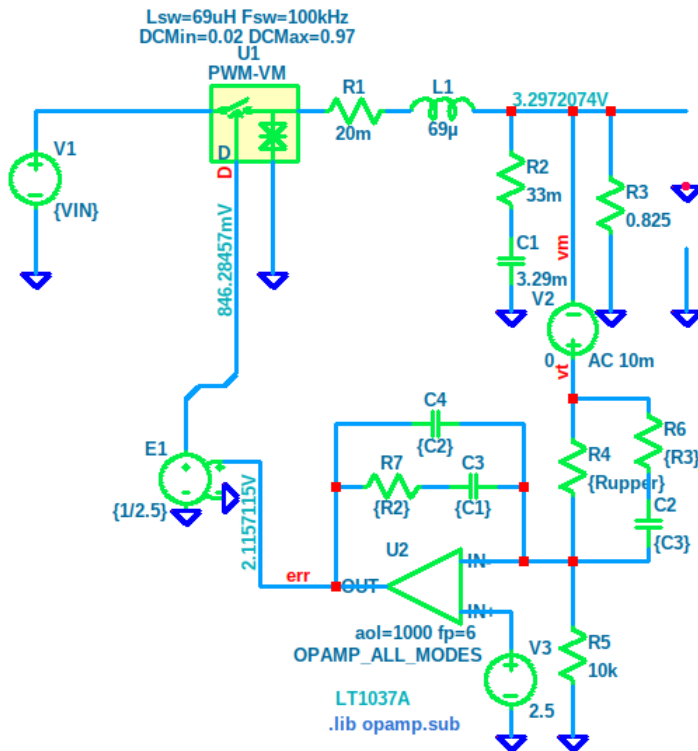 Lsw=69uH Fsw=100kHz
DCMin=0.02 DCMax=0.97
U1
PWM-VM
R1
L1
3.2972074V
20m
69µ
V1
D
D
R2
33m
R3
0.825
{VIN}
846.28457mV
C1
3.29m
vm
V2
0
AC 10m
vt
C4
{C2}
R6
{R3}
E1
R7
C3
R4
{Rupper}
{R2}
{C1}
C2
{C3}
{1/2.5}
2.1157115V
U2
err
OUT
IN-
IN+
aol=1000 fp=6
OPAMP_ALL_MODES
V3
R5
10k
LT1037A
2.5
.lib opamp.sub